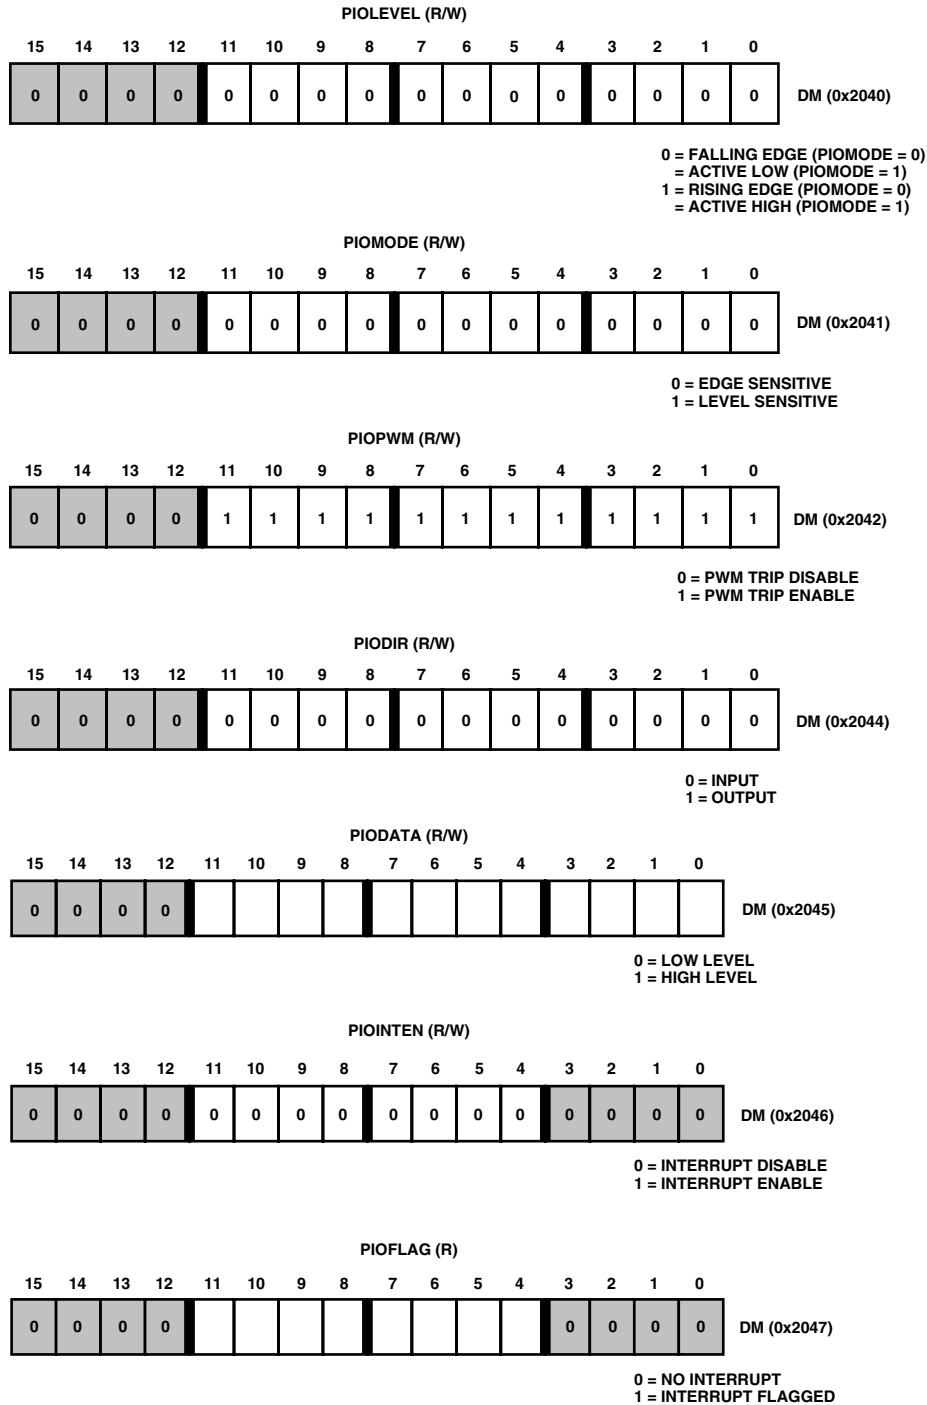 PIOLEVEL (R/W)
15 14 13 12 11 10 9 8 7 6 5 4 3 2 1 0
0 0 0 0 0 0 0 0 0 0 0 0 0 0 0 0 DM (0x2040)
0 = FALLING EDGE (PIOMODE = 0)
= ACTIVE LOW (PIOMODE = 1)
1 = RISING EDGE (PIOMODE = 0)
= ACTIVE HIGH (PIOMODE = 1)
PIOMODE (R/W)
15 14 13 12 11 10 9 8 7 6 5 4 3 2 1 0
0 0 0 0 0 0 0 0 0 0 0 0 0 0 0 0 DM (0x2041)
0 = EDGE SENSITIVE
1 = LEVEL SENSITIVE
PIOPWM (R/W)
15 14 13 12 11 10 9 8 7 6 5 4 3 2 1 0
0 0 0 0 1 1 1 1 1 1 1 1 1 1 1 1 DM (0x2042)
0 = PWM TRIP DISABLE
1 = PWM TRIP ENABLE
PIODIR (R/W)
15 14 13 12 11 10 9 8 7 6 5 4 3 2 1 0
0 0 0 0 0 0 0 0 0 0 0 0 0 0 0 0 DM (0x2044)
0 = INPUT
1 = OUTPUT
PIODATA (R/W)
15 14 13 12 11 10 9 8 7 6 5 4 3 2 1 0
0 0 0 0 DM (0x2045)
0 = LOW LEVEL
1 = HIGH LEVEL
PIOINTEN (R/W)
15 14 13 12 11 10 9 8 7 6 5 4 3 2 1 0
0 0 0 0 0 0 0 0 0 0 0 0 0 0 0 0 DM (0x2046)
0 = INTERRUPT DISABLE
1 = INTERRUPT ENABLE
PIOFLAG (R)
15 14 13 12 11 10 9 8 7 6 5 4 3 2 1 0
0 0 0 0 0 0 0 0 DM (0x2047)
0 = NO INTERRUPT
1 = INTERRUPT FLAGGED